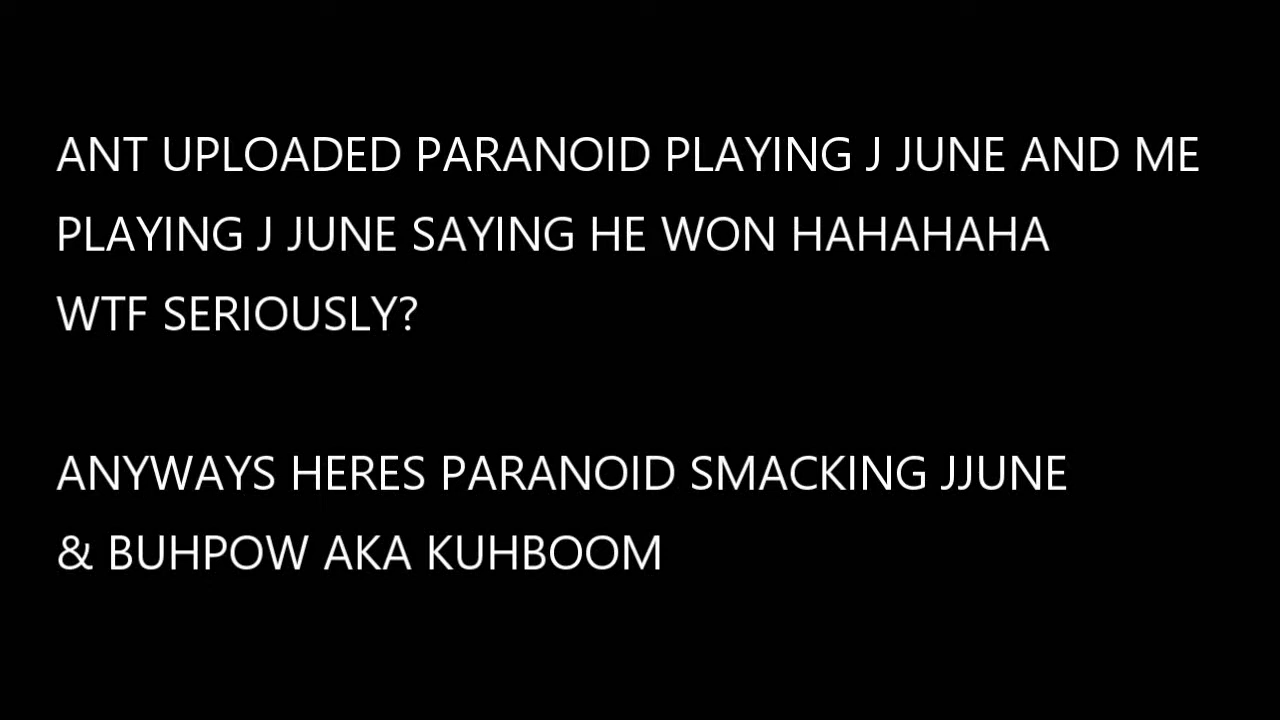 ANT UPLOADED PARANOID PLAYING J JUNE AND ME
PLAYING J JUNE SAYING HE WON HAHAHAHA
WTF SERIOUSLY?
ANYWAYS HERES PARANOID SMACKING JJUNE
& BUHPOW AKA KUHBOOM